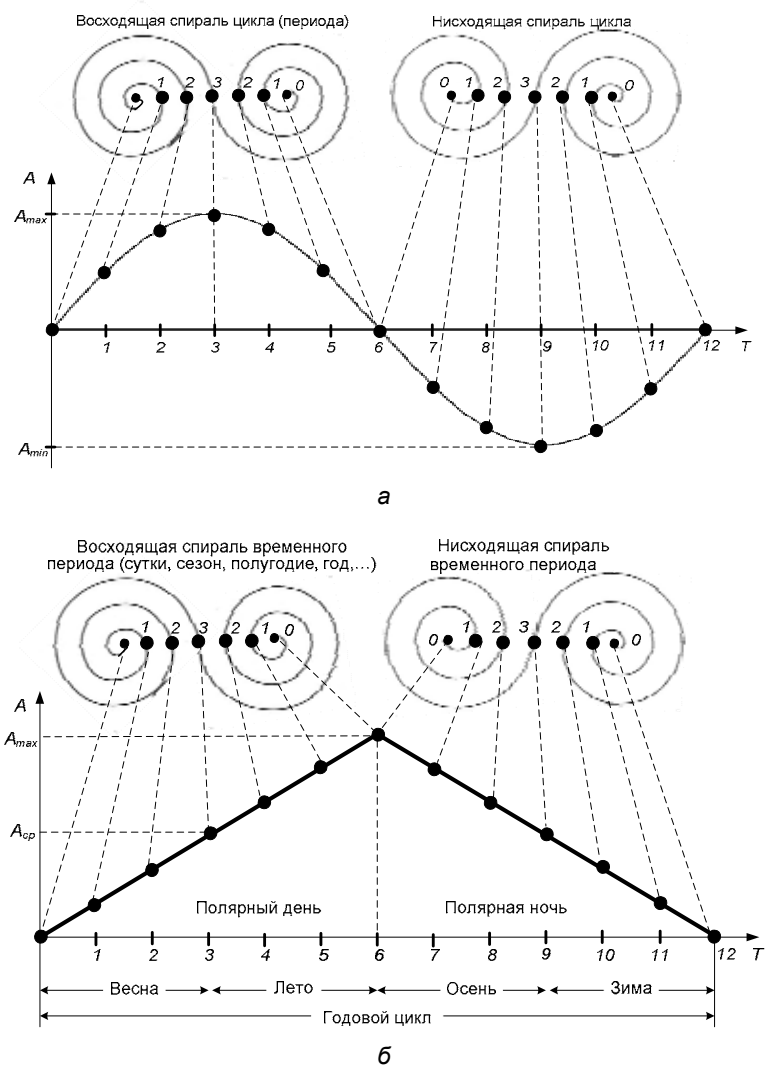 Восходящая спираль цикла (периода) Нисходящая спираль цикла
1 2 3 2 1 0 0 1 2 3 2 1 0
A
Amax
1 2 3 4 5 6 7 8 9 10 11 12 T
Amin
а
Восходящая спираль временного Нисходящая спираль
периода (сутки, сезон, полугодие, год,…) временного периода
1 2 3 2 1 0 0 1 2 3 2 1 0
A
Amax
Aср
Полярный день Полярная ночь
1 2 3 4 5 6 7 8 9 10 11 12 T
Весна Лето Осень Зима
Годовой цикл
б